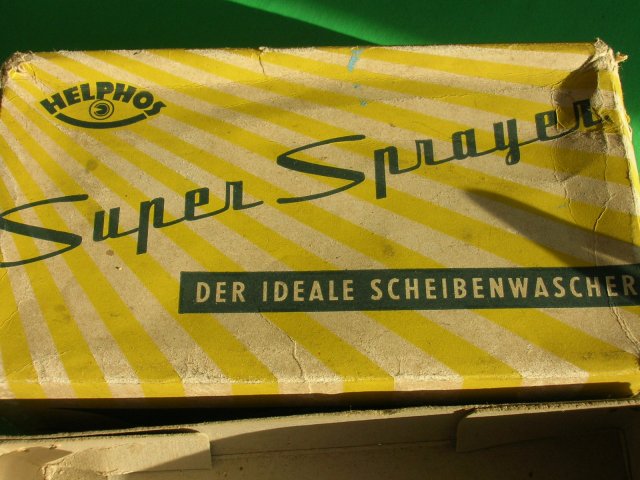 HELPHOS
Super Sprayer
DER IDEALE SCHEIBENWASCHER